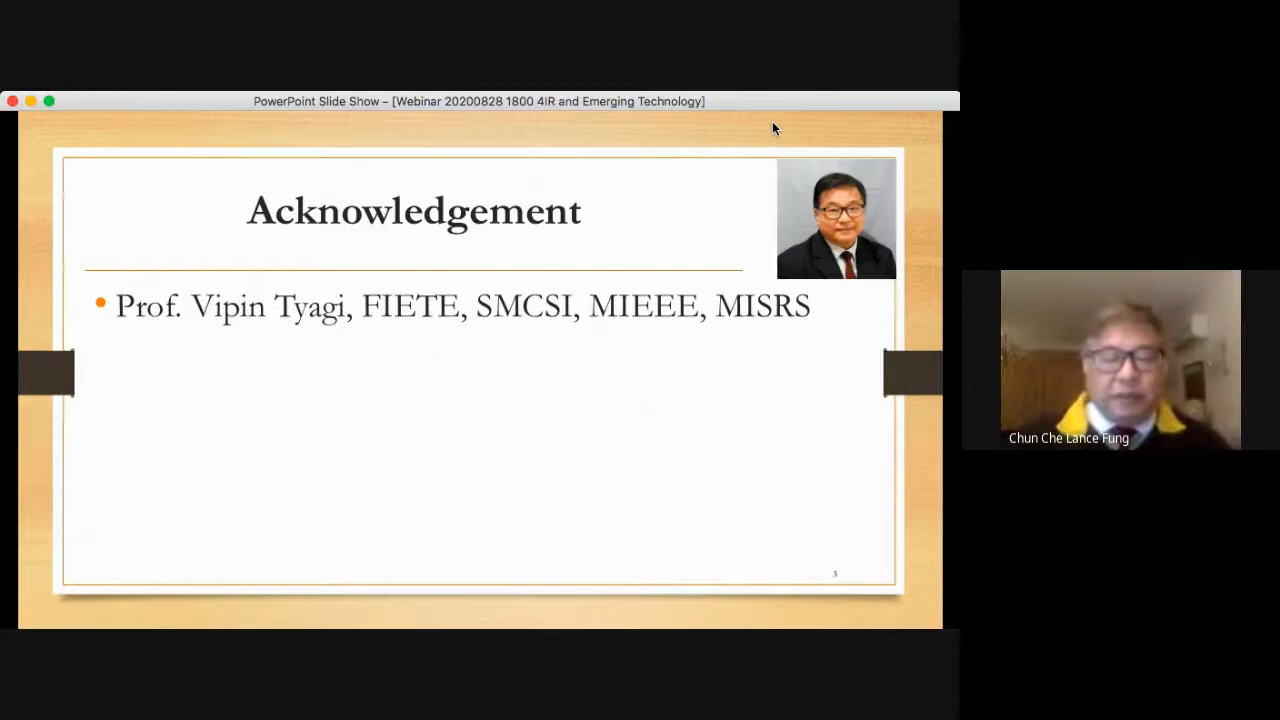 PowerPoint Slide Show – [Webinar 20200828 1800 4IR and Emerging Technology]
Acknowledgement
• Prof. Vipin Tyagi, FIETE, SMCSI, MIEEE, MISRS
3
Chun Che Lance Fung